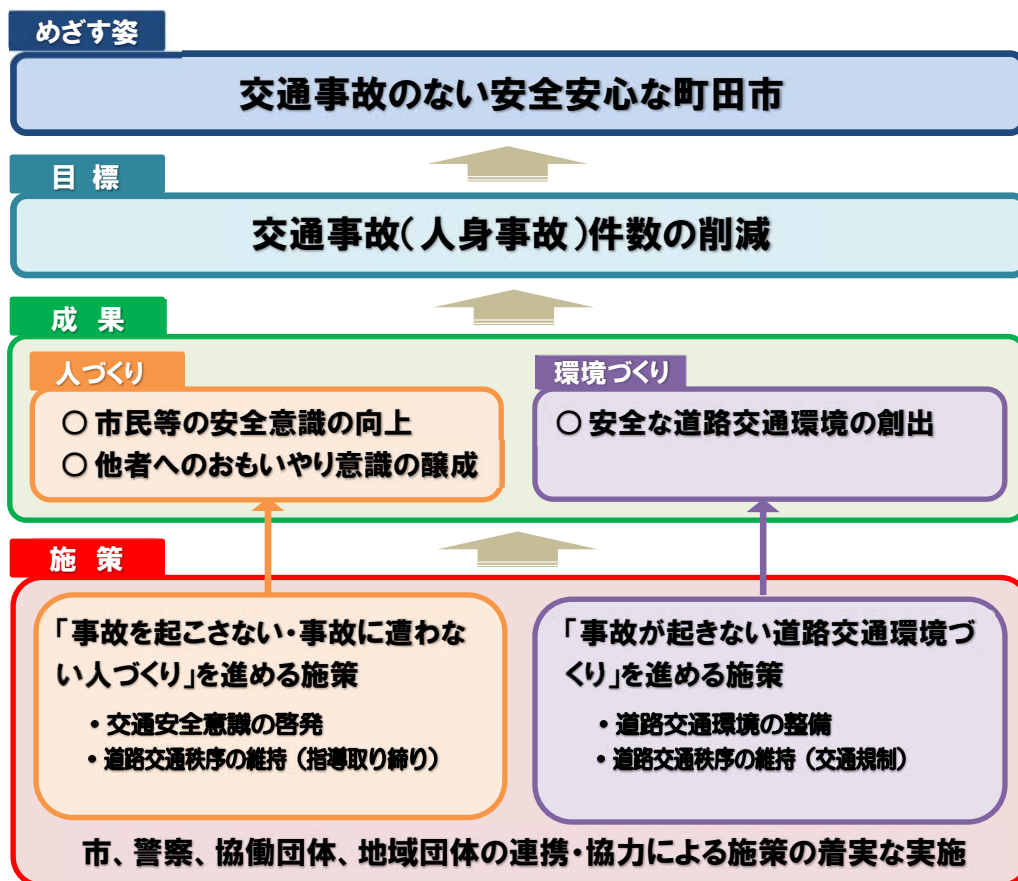 めざす姿
交通事故のない安全安心な町田市
目 標
交通事故(人身事故)件数の削減
成 果
人づくり
○ 市民等の安全意識の向上
○ 他者へのおもいやり意識の醸成
環境づくり
○ 安全な道路交通環境の創出
施 策
「事故を起こさない・事故に遭わな
い人づくり」を進める施策
・交通安全意識の啓発
・道路交通秩序の維持（指導取り締り）
「事故が起きない道路交通環境づ
くり」を進める施策
・道路交通環境の整備
・道路交通秩序の維持（交通規制）
市、警察、協働団体、地域団体の連携・協力による施策の着実な実施